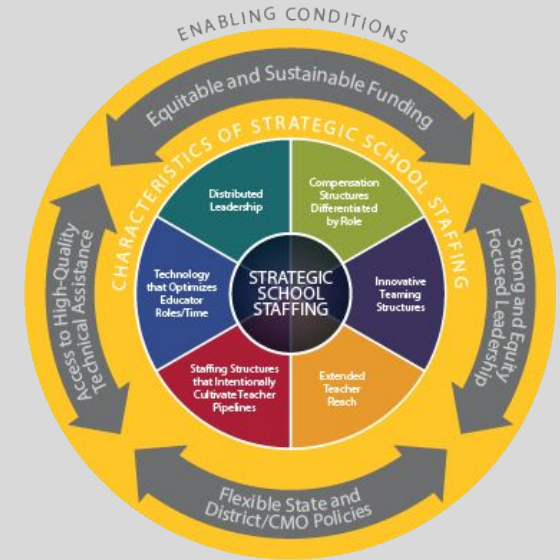 ENABLING CONDITIONS
Equitable and Sustainable Funding
CHARACTERISTICS OF STRATEGIC SCHOOL STAFFING
Distributed
Leadership
Compensation
Structures
Differentiated
by Role
Technology
that Optimizes
Educator
Roles/Time
STRATEGIC
SCHOOL
STAFFING
Innovative
Teaming
Structures
Staffing Structures
that Intentionally
Cultivate Teacher
Pipelines
Extended
Teacher
Reach
Access to High-Quality
Technical Assistance
Strong and Equity
Focused Leadership
Flexible State and
District/CMO Policies